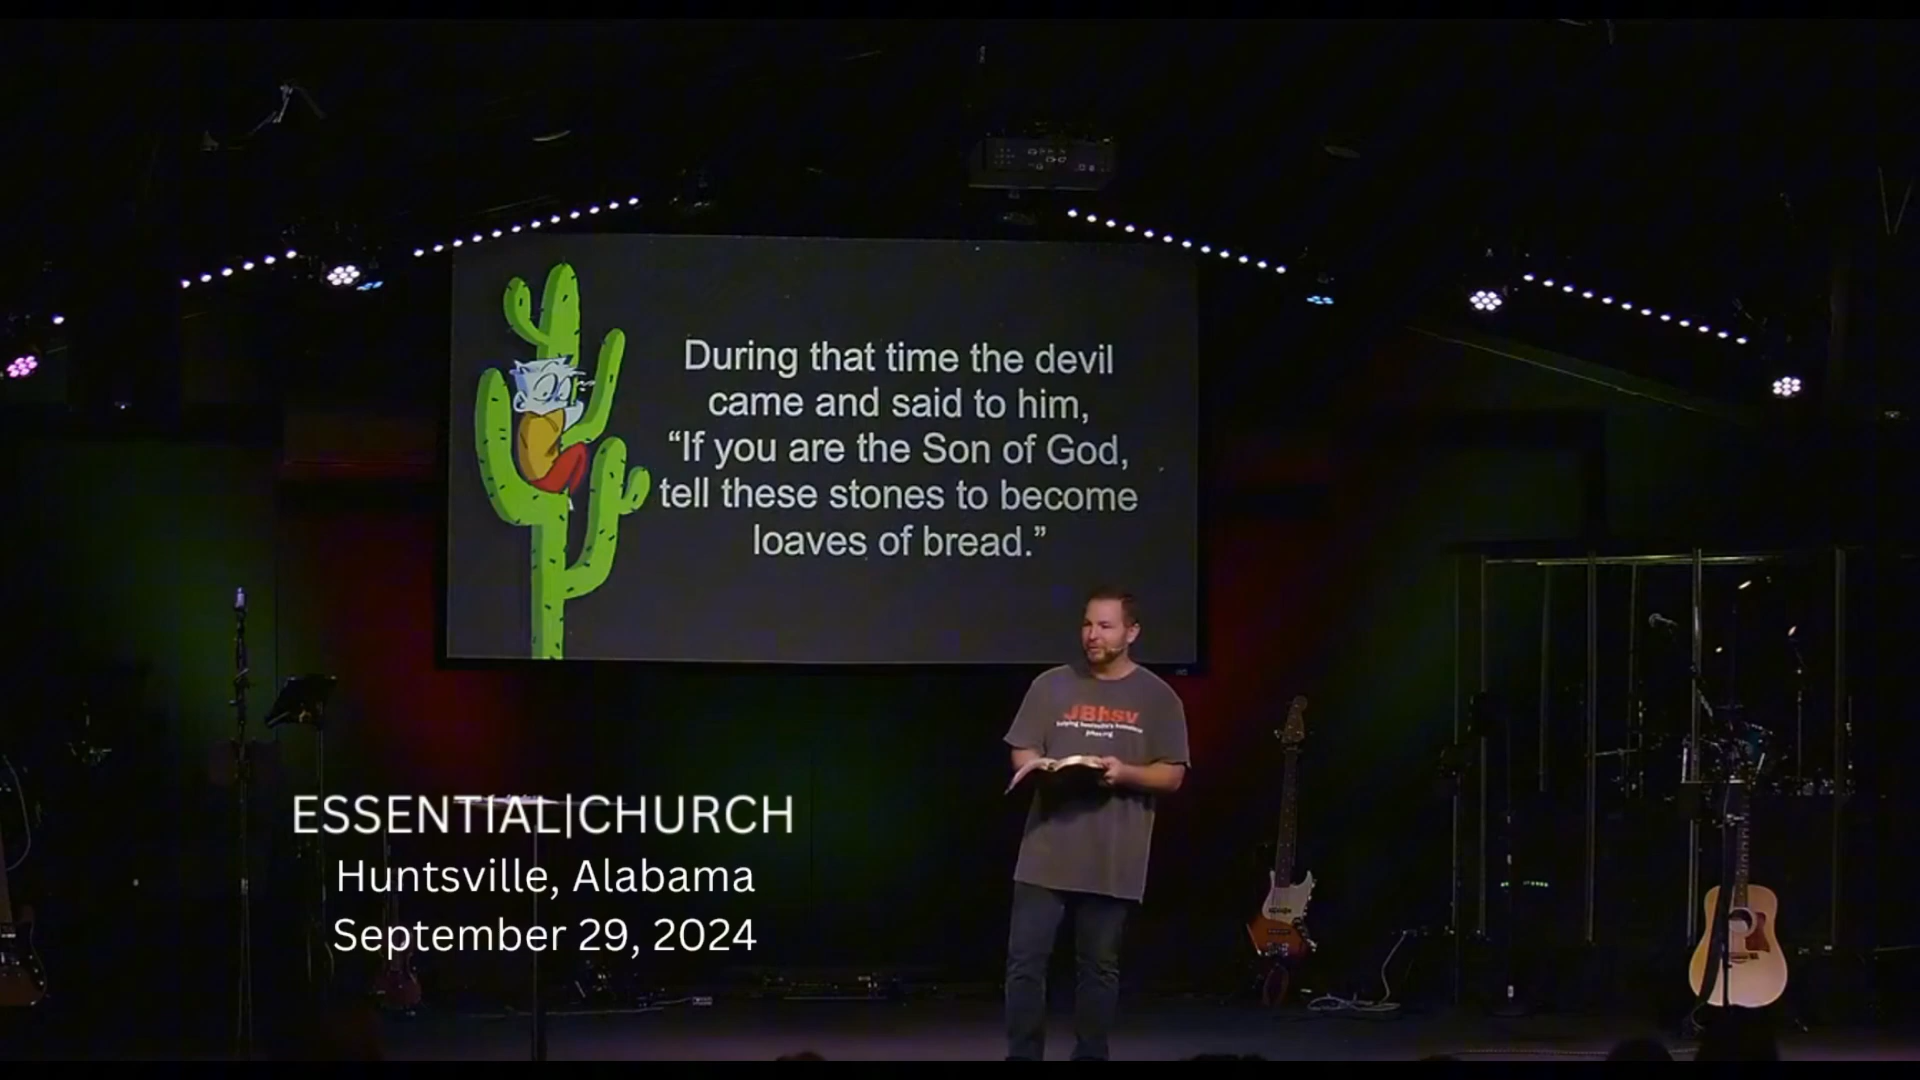 During that time the devil
came and said to him,
“If you are the Son of God,
tell these stones to become
loaves of bread.”
JBhsv
ESSENTIAL|CHURCH
Huntsville, Alabama
September 29, 2024